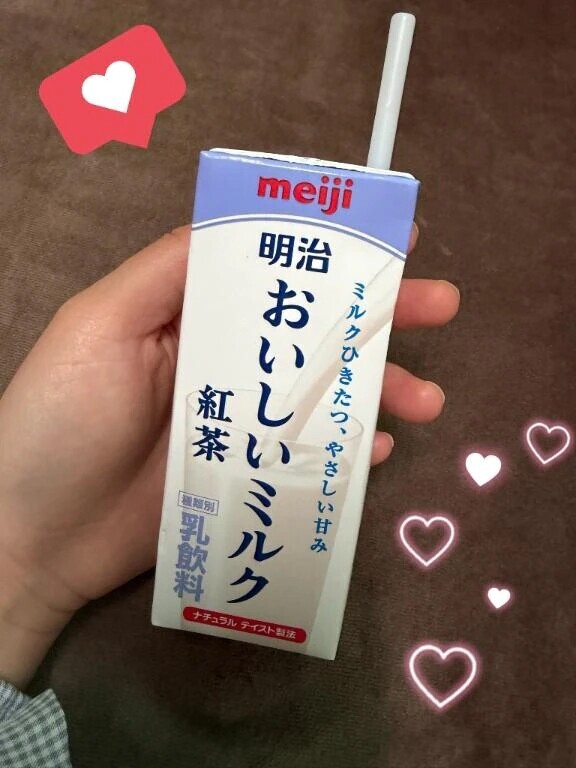 meiji
明治
おいしいミルク
紅茶
ミルクひきたつ、やさしい甘み
種類別
乳飲料
ナチュラル テイスト製法